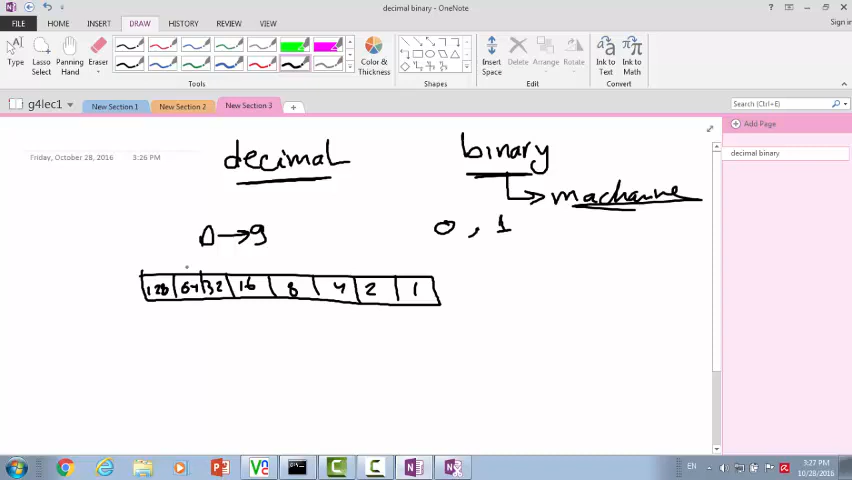 decimal binary - OneNote
FILE HOME INSERT DRAW HISTORY REVIEW VIEW Sign in
Type Lasso Select Panning Hand Eraser Color & Thickness Insert Space Delete Arrange Rotate Ink to Text Ink to Math
Tools Shapes Edit Convert
g4lec1 New Section 1 New Section 2 New Section 3 Search (Ctrl+E)
Add Page
decimal binary
Friday, October 28, 2016 3:26 PM
decimal binary
machanine
0 → 9 0 , 1
128 64 32 16 8 4 2 1
EN 3:27 PM
10/28/2016